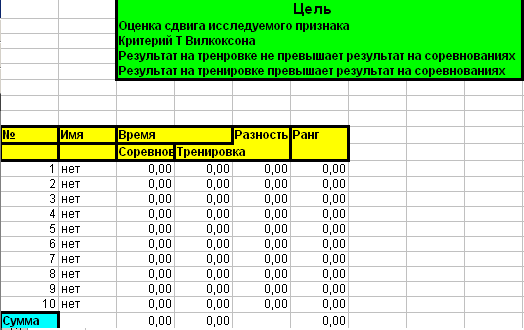 Цель
Оценка сдвига исследуемого признака
Критерий Т Вилкоксона
Результат на тренровке не превышает результат на соревнованиях
Результат на тренировке превышает результат на соревнованиях
№ Имя Время Разность Ранг
Соревнов Тренировка
1 нет 0,00 0,00 0,00 0,00
2 нет 0,00 0,00 0,00 0,00
3 нет 0,00 0,00 0,00 0,00
4 нет 0,00 0,00 0,00 0,00
5 нет 0,00 0,00 0,00 0,00
6 нет 0,00 0,00 0,00 0,00
7 нет 0,00 0,00 0,00 0,00
8 нет 0,00 0,00 0,00 0,00
9 нет 0,00 0,00 0,00 0,00
10 нет 0,00 0,00 0,00 0,00
Сумма 0,00 0,00 0,00